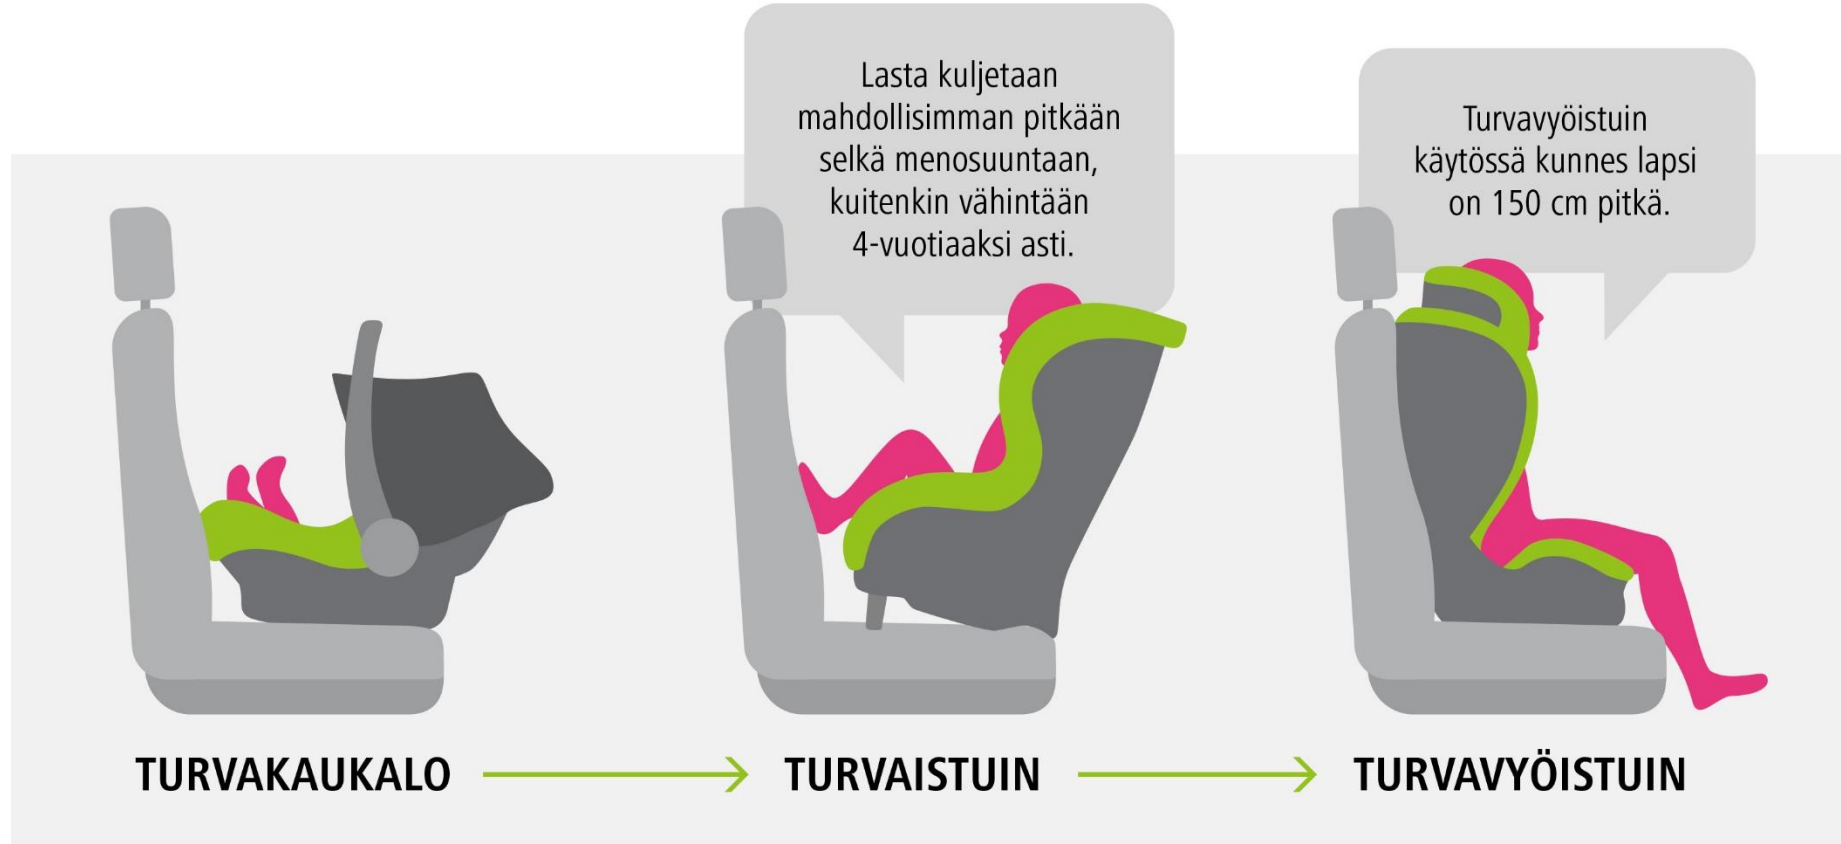 Lasta kuljetaan
mahdollisimman pitkään
selkä menosuuntaan,
kuitenkin vähintään
4-vuotiaaksi asti.
Turvavyöistuin
käytössä kunnes lapsi
on 150 cm pitkä.
TURVAKAUKALO
TURVAISTUIN
TURVAVYÖISTUIN